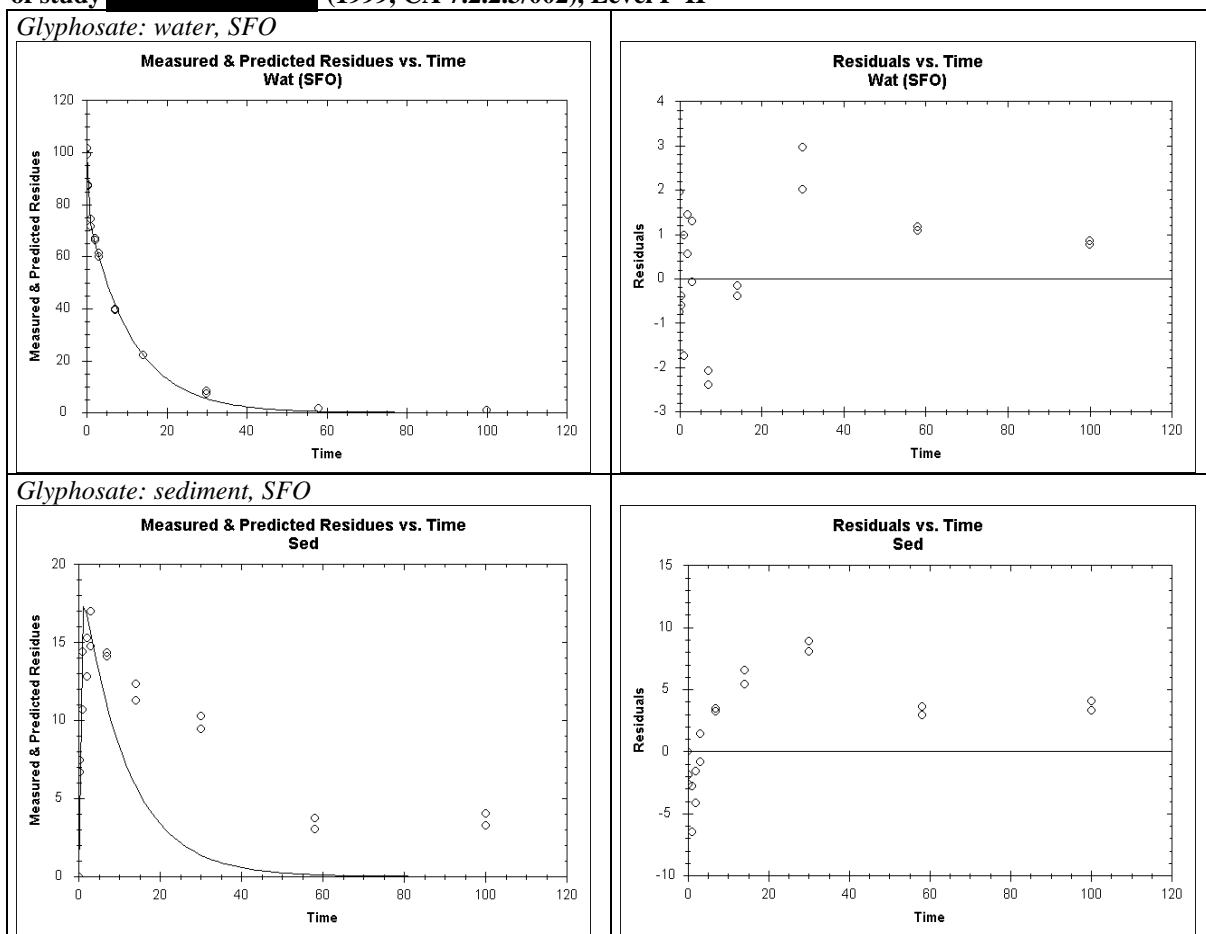 of study (1999, CA 7.2.2.3/002), Level P-II
Glyphosate: water, SFO
Measured & Predicted Residues vs. Time
Wat (SFO)
Measured & Predicted Residues
120
100
80
60
40
20
0
0 20 40 60 80 100 120
Time
Residuals vs. Time
Wat (SFO)
Residuals
4
3
2
1
0
-1
-2
-3
0 20 40 60 80 100 120
Time
Glyphosate: sediment, SFO
Measured & Predicted Residues vs. Time
Sed
Measured & Predicted Residues
20
15
10
5
0
0 20 40 60 80 100 120
Time
Residuals vs. Time
Sed
Residuals
15
10
5
0
-5
-10
0 20 40 60 80 100 120
Time